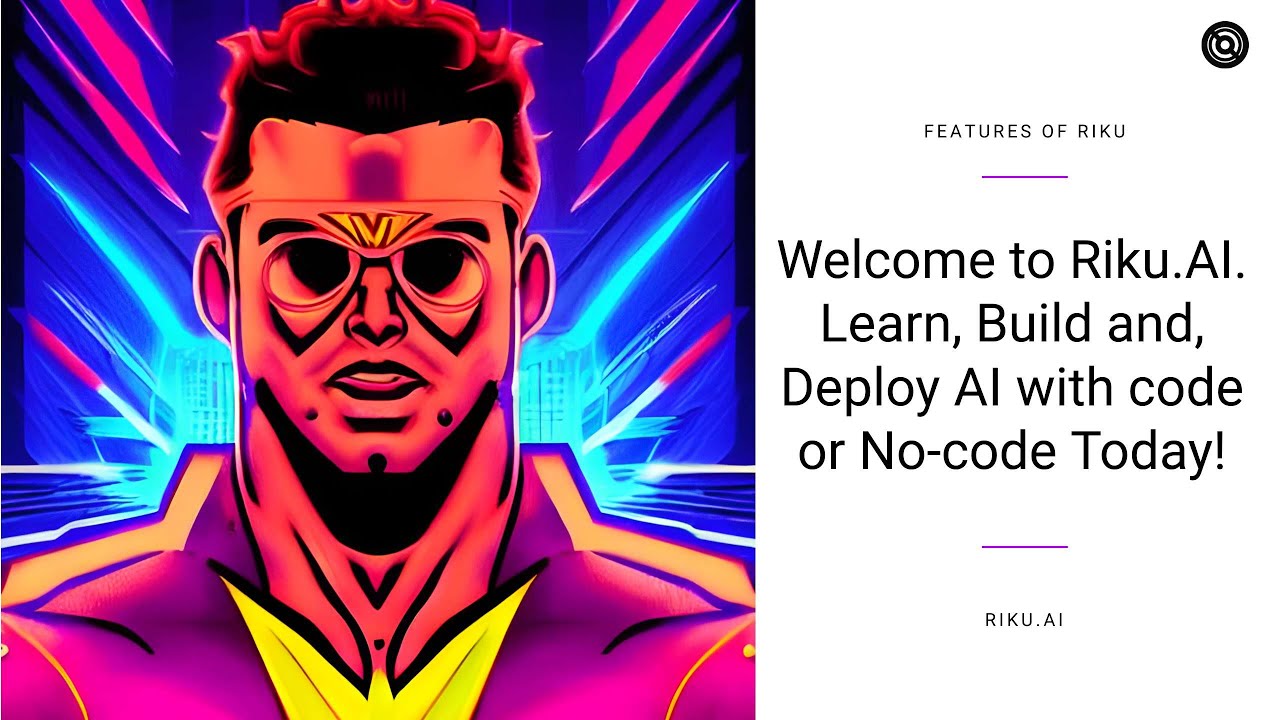 FEATURES OF RIKU
Welcome to Riku.AI.
Learn, Build and,
Deploy AI with code
or No-code Today!
RIKU.AI